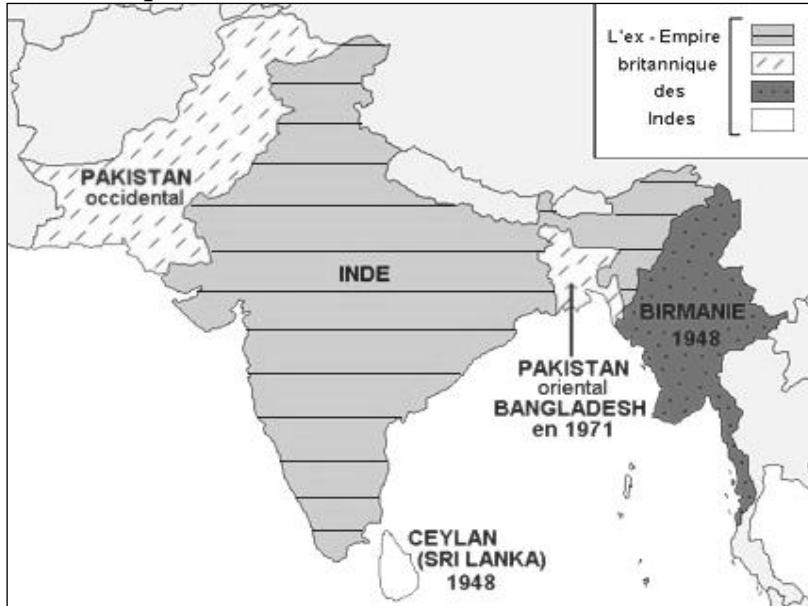 L'ex - Empire
britannique
des
Indes
PAKISTAN
occidental
INDE
BIRMANIE
1948
PAKISTAN
oriental
BANGLADESH
en 1971
CEYLAN
(SRI LANKA)
1948